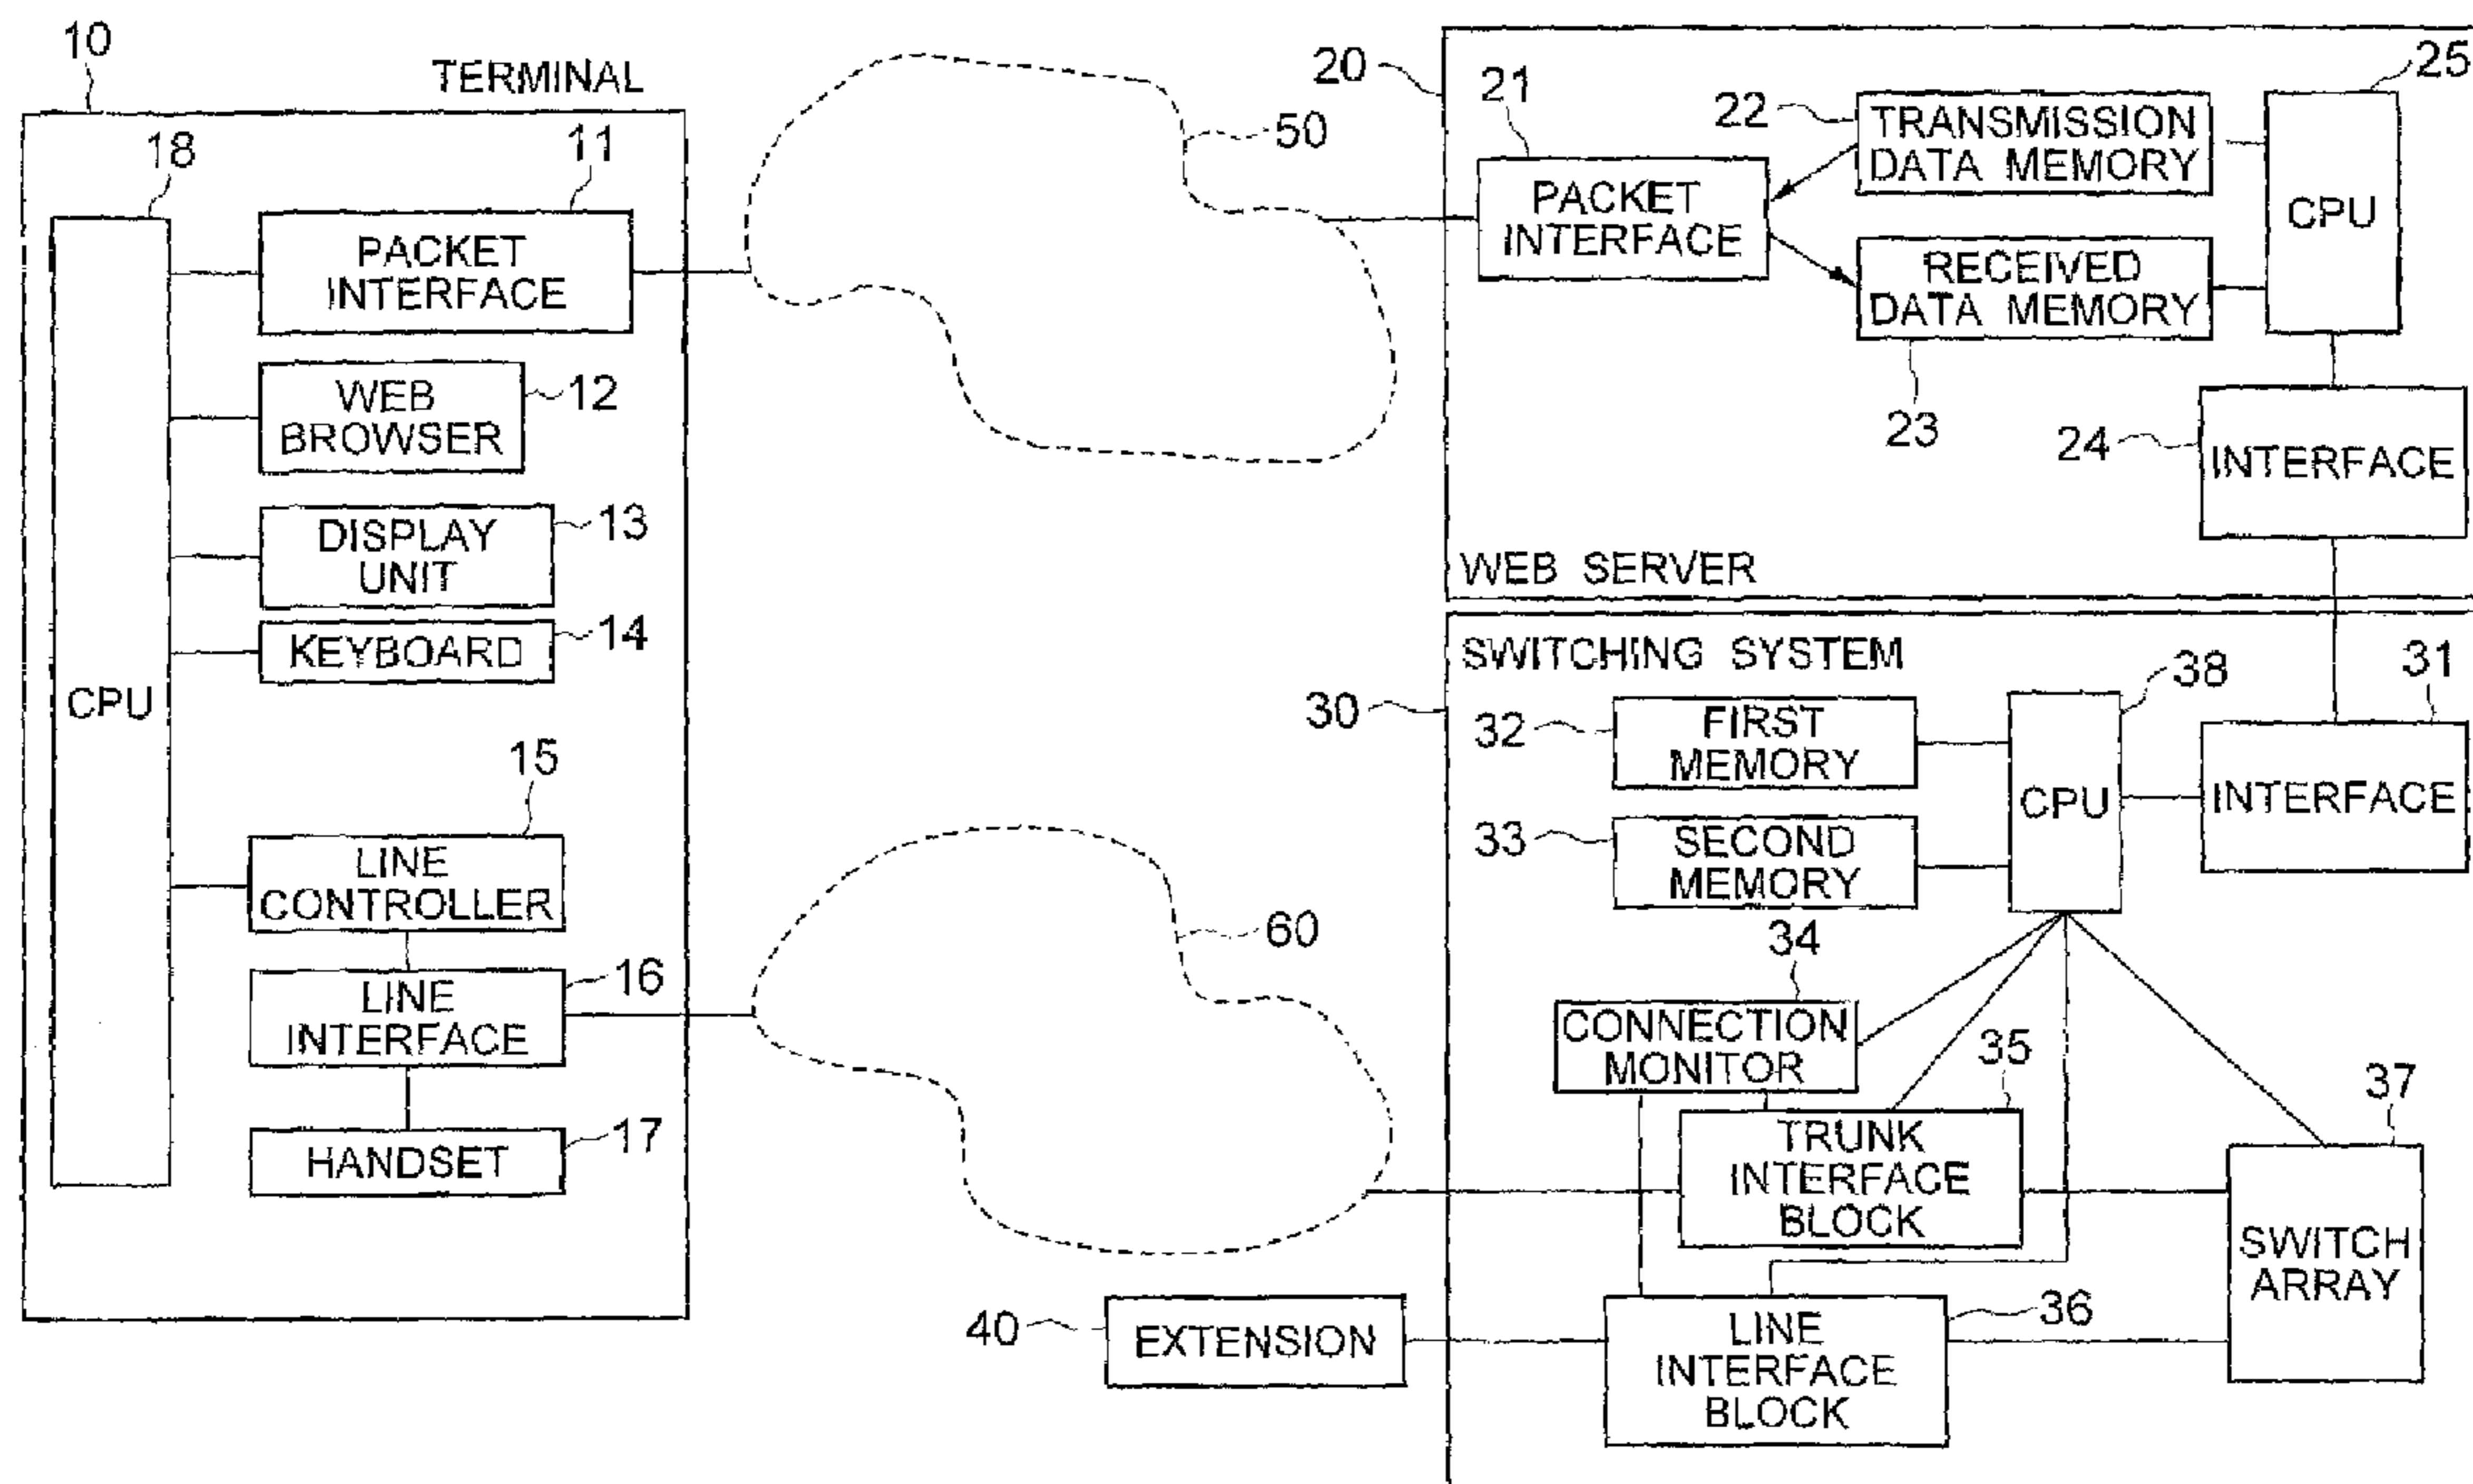 10
TERMINAL
18
11
PACKET
INTERFACE
WEB
BROWSER
12
DISPLAY
UNIT
13
KEYBOARD
14
CPU
15
LINE
CONTROLLER
LINE
INTERFACE
16
HANDSET
17
50
60
20
21
PACKET
INTERFACE
22
TRANSMISSION
DATA MEMORY
25
CPU
RECEIVED
DATA MEMORY
23
24
INTERFACE
WEB SERVER
SWITCHING SYSTEM
30
32
FIRST
MEMORY
38
CPU
31
INTERFACE
33
SECOND
MEMORY
34
CONNECTION
MONITOR
35
TRUNK
INTERFACE
BLOCK
37
SWITCH
ARRAY
40
EXTENSION
LINE
INTERFACE
BLOCK
36